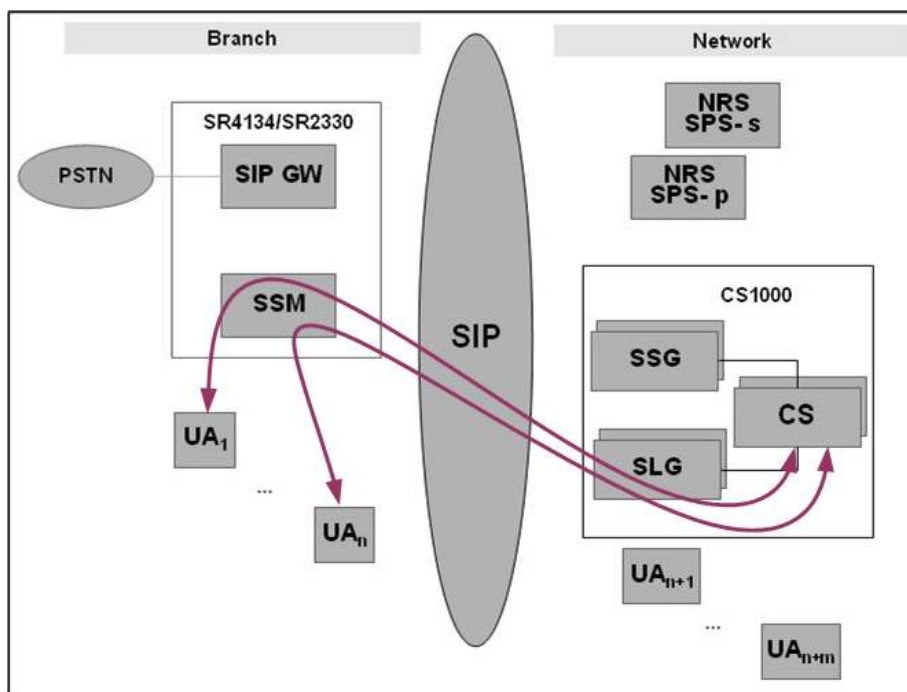 Branch
Network
SR4134/SR2330
PSTN
SIP GW
SSM
UA1
...
UAn
SIP
NRS
SPS- s
NRS
SPS- p
CS1000
SSG
CS
SLG
UAn+1
...
UAn+m